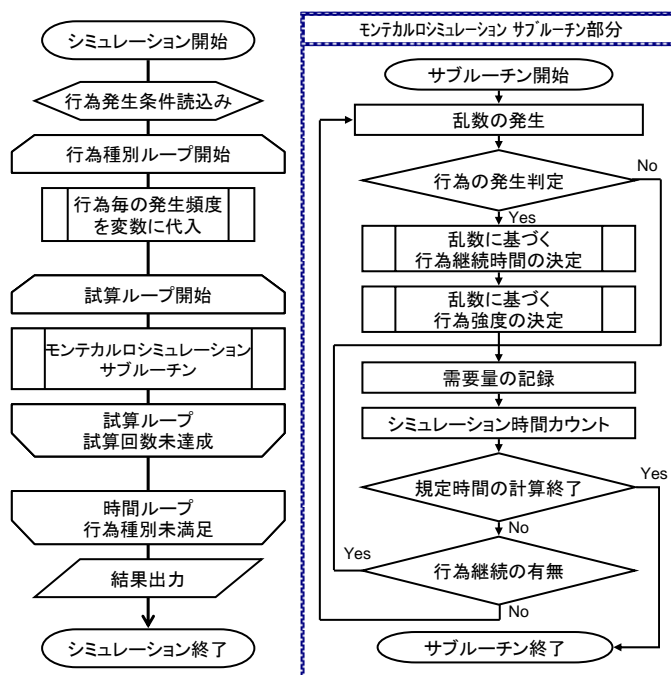 シミュレーション開始
行為発生条件読込み
行為種別ループ開始
行為毎の発生頻度
を変数に代入
試算ループ開始
モンテカルロシミュレーション
サブルーチン
試算ループ
試算回数未達成
時間ループ
行為種別未満足
結果出力
シミュレーション終了
モンテカルロシミュレーション サブルーチン部分
サブルーチン開始
乱数の発生
行為の発生判定
No
Yes
乱数に基づく
行為継続時間の決定
乱数に基づく
行為強度の決定
需要量の記録
シミュレーション時間カウント
規定時間の計算終了
Yes
No
行為継続の有無
Yes
No
サブルーチン終了